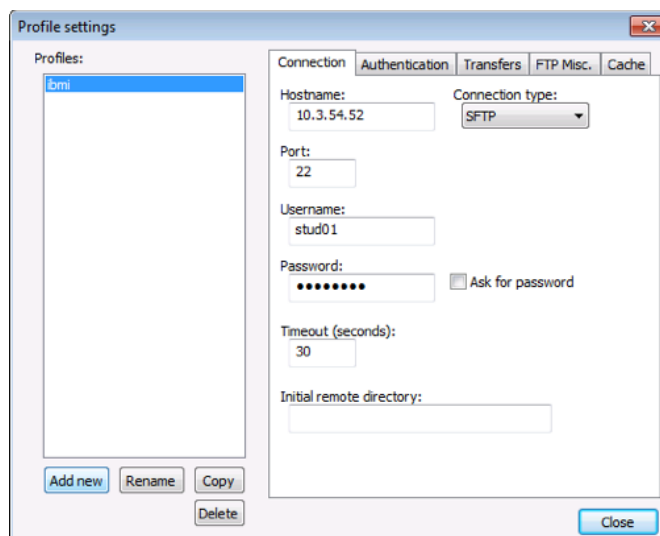 Profile settings
Profiles:
ibmi
Add new
Rename
Copy
Delete
Connection
Authentication
Transfers
FTP Misc.
Cache
Hostname:
10.3.54.52
Connection type:
SFTP
Port:
22
Username:
stud01
Password:
●●●●●●●●
Ask for password
Timeout (seconds):
30
Initial remote directory:
Close